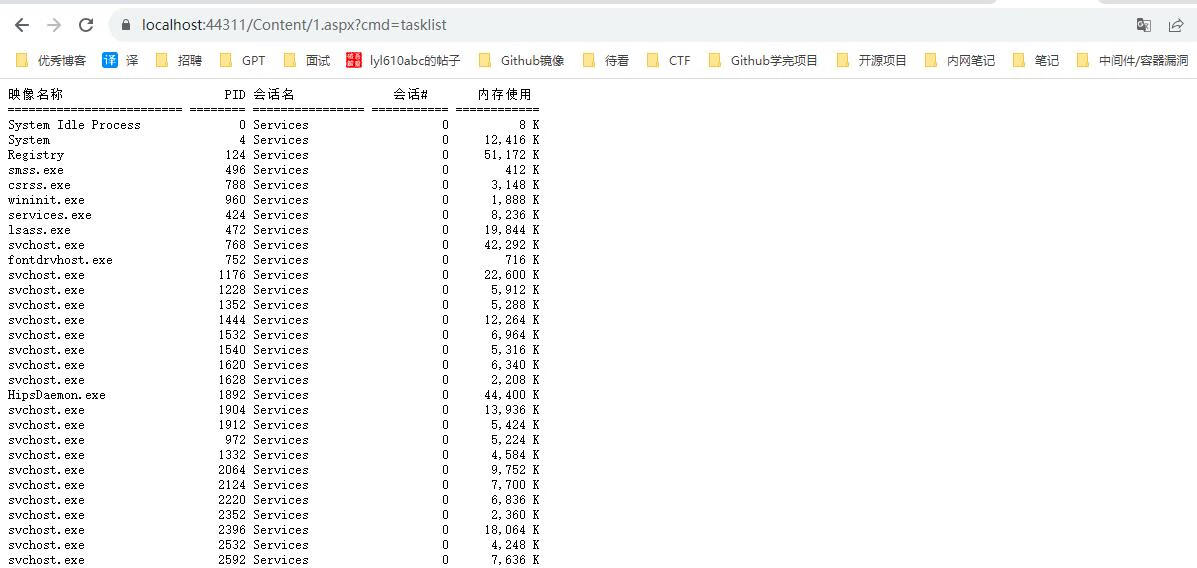 localhost:44311/Content/1.aspx?cmd=tasklist
优秀博客 译 译 招聘 GPT 面试 lyl610abc的帖子 Github镜像 待看 CTF Github学完项目 开源项目 内网笔记 笔记 中间件/容器漏洞
映像名称                       PID 会话名              会话#       内存使用
========================= ======== ================ =========== ============
System Idle Process              0 Services                   0          8 K
System                           4 Services                   0     12,416 K
Registry                       124 Services                   0     51,172 K
smss.exe                       496 Services                   0        412 K
csrss.exe                      788 Services                   0      3,148 K
wininit.exe                    960 Services                   0      1,888 K
services.exe                   424 Services                   0      8,236 K
lsass.exe                      472 Services                   0     19,844 K
svchost.exe                    768 Services                   0     42,292 K
fontdrvhost.exe                752 Services                   0        716 K
svchost.exe                   1176 Services                   0     22,600 K
svchost.exe                   1228 Services                   0      5,912 K
svchost.exe                   1352 Services                   0      5,288 K
svchost.exe                   1444 Services                   0     12,264 K
svchost.exe                   1532 Services                   0      6,964 K
svchost.exe                   1540 Services                   0      5,316 K
svchost.exe                   1620 Services                   0      6,340 K
svchost.exe                   1628 Services                   0      2,208 K
HipsDaemon.exe                1892 Services                   0     44,400 K
svchost.exe                   1904 Services                   0     13,936 K
svchost.exe                   1912 Services                   0      5,424 K
svchost.exe                    972 Services                   0      5,224 K
svchost.exe                   1332 Services                   0      4,584 K
svchost.exe                   2064 Services                   0      9,752 K
svchost.exe                   2124 Services                   0      7,700 K
svchost.exe                   2220 Services                   0      6,836 K
svchost.exe                   2352 Services                   0      2,360 K
svchost.exe                   2396 Services                   0     18,064 K
svchost.exe                   2532 Services                   0      4,248 K
svchost.exe                   2592 Services                   0      7,636 K